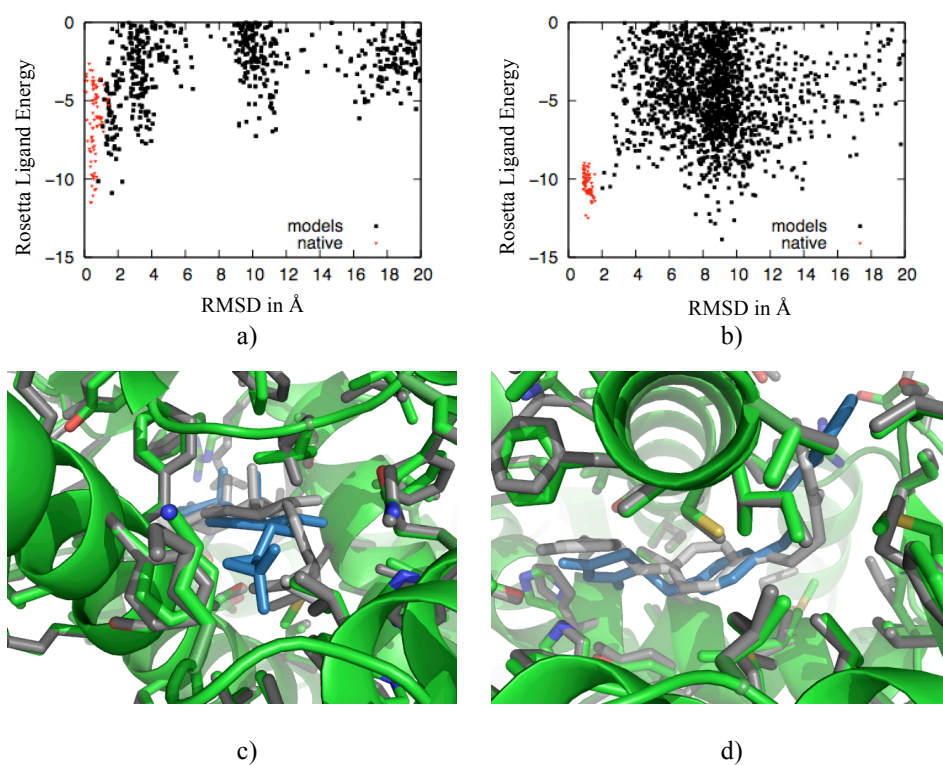 0
−5
−10
−15
Rosetta Ligand Energy
models
native
0 2 4 6 8 10 12 14 16 18 20
RMSD in Å
a)
0
−5
−10
−15
Rosetta Ligand Energy
models
native
0 2 4 6 8 10 12 14 16 18 20
RMSD in Å
b)
c)
d)